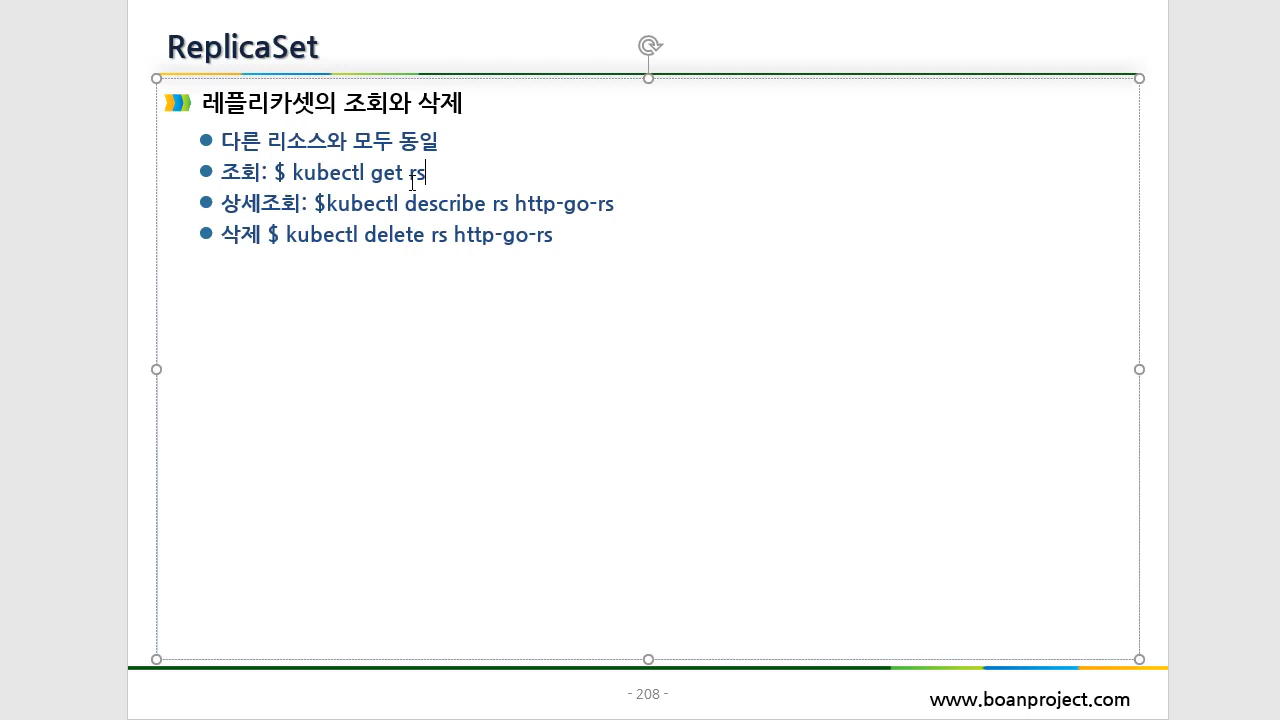 ReplicaSet
레플리카셋의 조회와 삭제
다른 리소스와 모두 동일
조회: $ kubectl get rs
상세조회: $kubectl describe rs http-go-rs
삭제 $ kubectl delete rs http-go-rs
- 208 -
www.boanproject.com